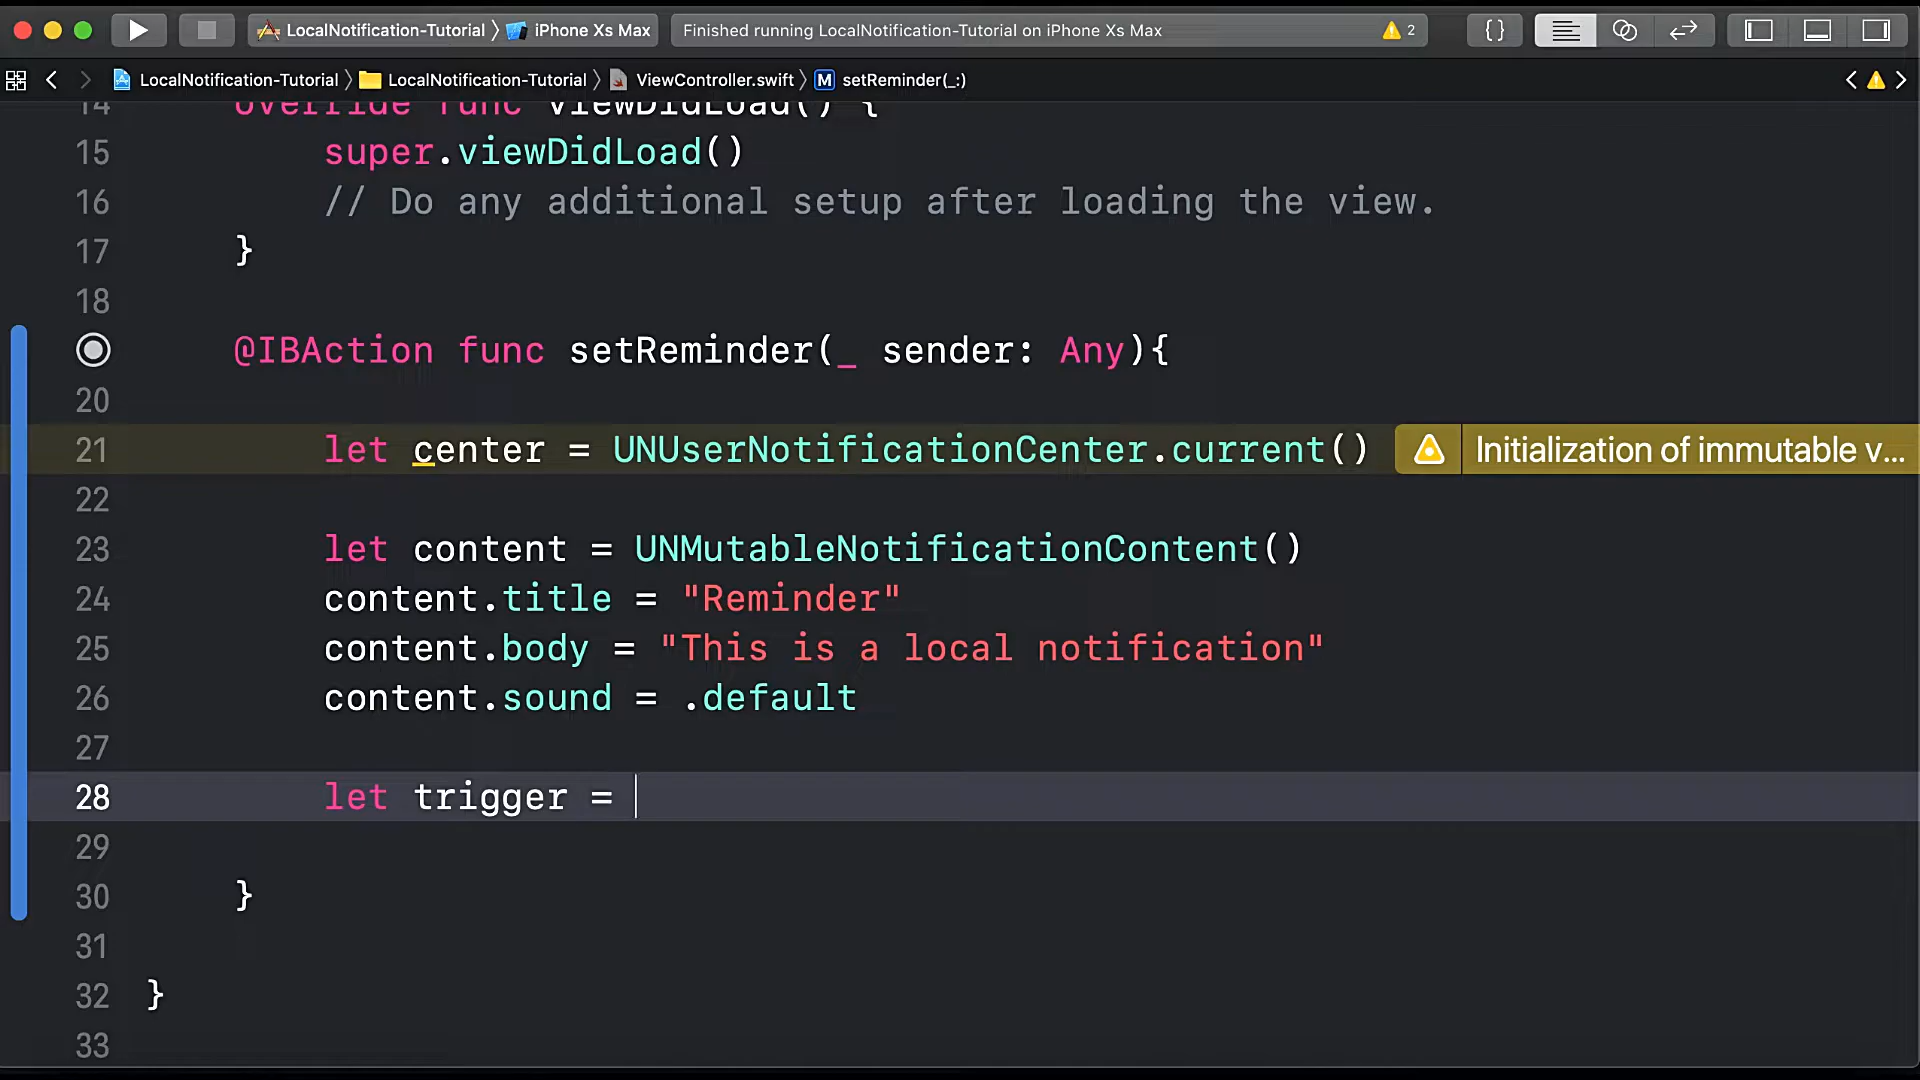 LocalNotification-Tutorial 〉 iPhone Xs Max
Finished running LocalNotification-Tutorial on iPhone Xs Max
2
{}
LocalNotification-Tutorial 〉 LocalNotification-Tutorial 〉 ViewController.swift 〉 M setReminder(_:)
14 override func viewDidLoad() {
15 super.viewDidLoad()
16 // Do any additional setup after loading the view.
17 }
18
@IBAction func setReminder(_ sender: Any){
20
21 let center = UNUserNotificationCenter.current() Initialization of immutable v...
22
23 let content = UNMutableNotificationContent()
24 content.title = "Reminder"
25 content.body = "This is a local notification"
26 content.sound = .default
27
28 let trigger =
29
30 }
31
32 }
33